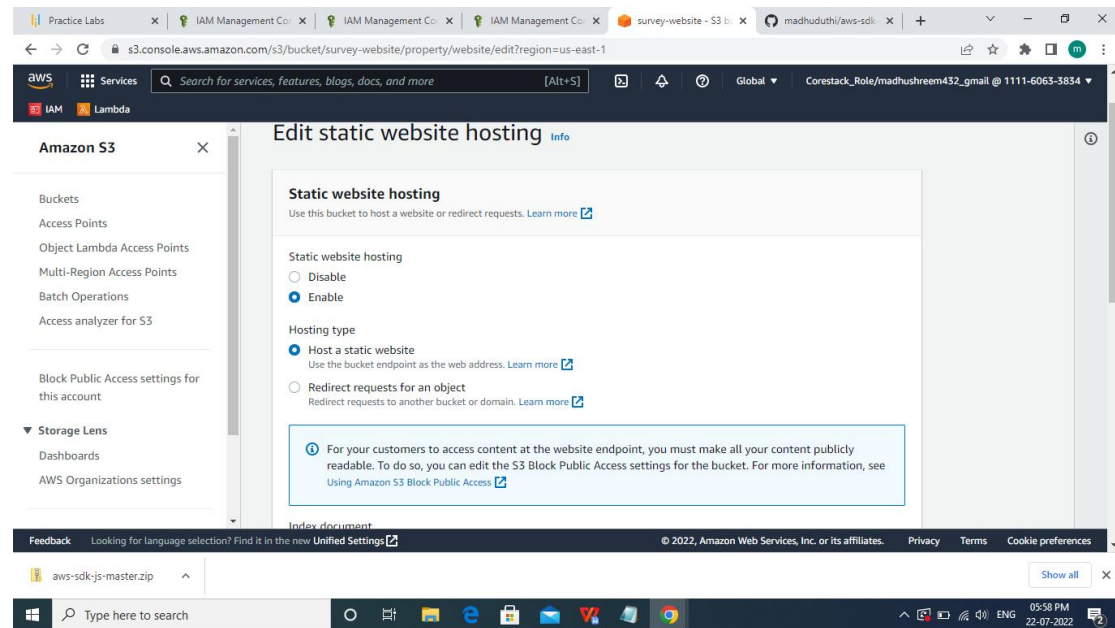 Practice Labs
IAM Management Con
IAM Management Con
IAM Management Con
survey-website - S3 b
madhuduthi/aws-sdk-
s3.console.aws.amazon.com/s3/bucket/survey-website/property/website/edit?region=us-east-1
m
aws
Services
Search for services, features, blogs, docs, and more
[Alt+S]
Global
Corestack_Role/madhushreem432_gmail @ 1111-6063-3834
IAM
Lambda
Amazon S3
Buckets
Access Points
Object Lambda Access Points
Multi-Region Access Points
Batch Operations
Access analyzer for S3
Block Public Access settings for
this account
Storage Lens
Dashboards
AWS Organizations settings
Edit static website hosting Info
Static website hosting
Use this bucket to host a website or redirect requests. Learn more
Static website hosting
Disable
Enable
Hosting type
Host a static website
Use the bucket endpoint as the web address. Learn more
Redirect requests for an object
Redirect requests to another bucket or domain. Learn more
For your customers to access content at the website endpoint, you must make all your content publicly
readable. To do so, you can edit the S3 Block Public Access settings for the bucket. For more information, see
Using Amazon S3 Block Public Access
Index document
Feedback
Looking for language selection? Find it in the new Unified Settings
© 2022, Amazon Web Services, Inc. or its affiliates.
Privacy
Terms
Cookie preferences
aws-sdk-js-master.zip
Show all
Type here to search
ENG
05:58 PM
22-07-2022
2